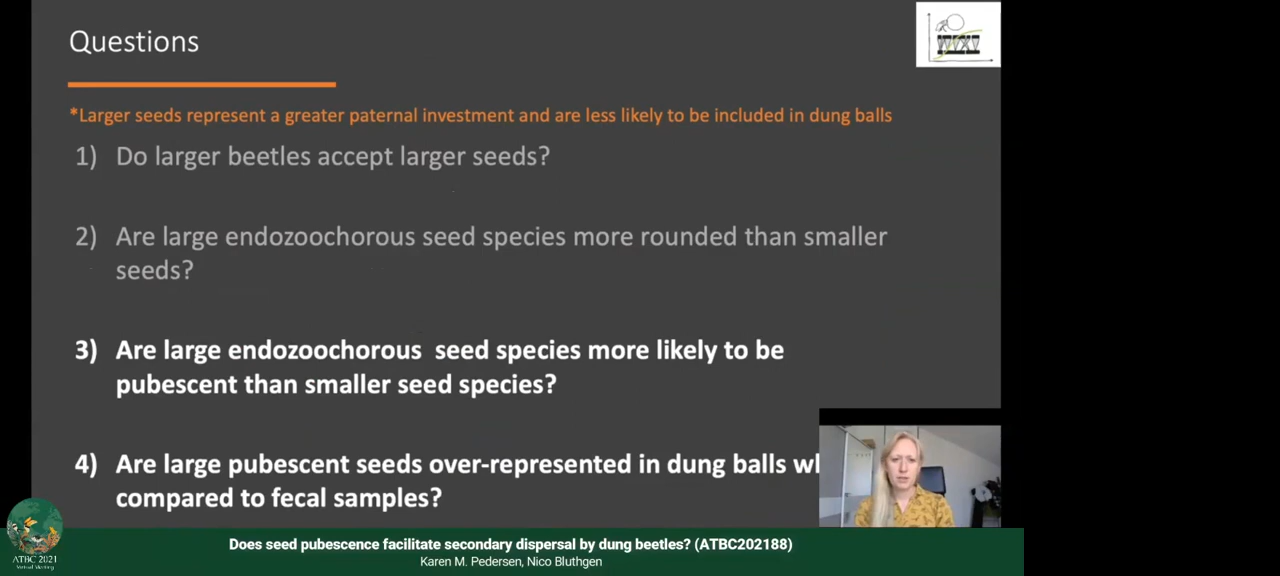 Questions
*Larger seeds represent a greater paternal investment and are less likely to be included in dung balls
1) Do larger beetles accept larger seeds?
2) Are large endozoochorous seed species more rounded than smaller
seeds?
3) Are large endozoochorous seed species more likely to be
pubescent than smaller seed species?
4) Are large pubescent seeds over-represented in dung balls
compared to fecal samples?
ATBC 2021
Virtual Meeting
Does seed pubescence facilitate secondary dispersal by dung beetles? (ATBC202188)
Karen M. Pedersen, Nico Bluthgen